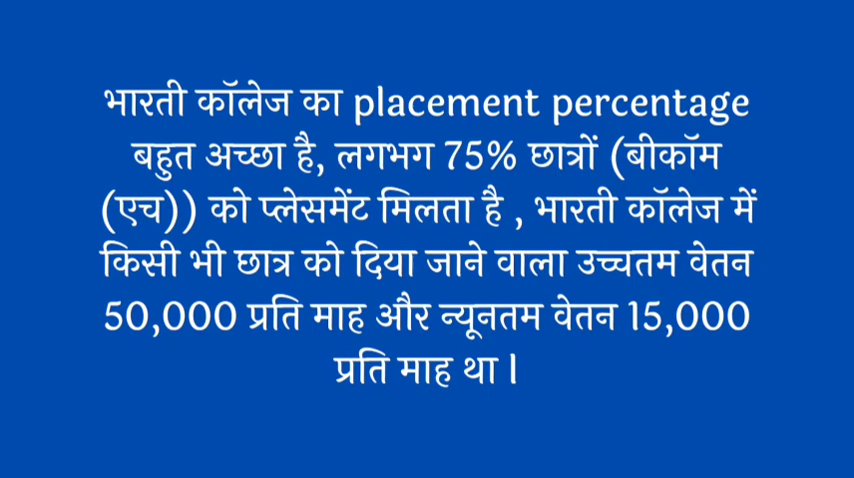 भारती कॉलेज का placement percentage
बहुत अच्छा है, लगभग 75% छात्रों (बीकॉम
(एच)) को प्लेसमेंट मिलता है , भारती कॉलेज में
किसी भी छात्र को दिया जाने वाला उच्चतम वेतन
50,000 प्रति माह और न्यूनतम वेतन 15,000
प्रति माह था l